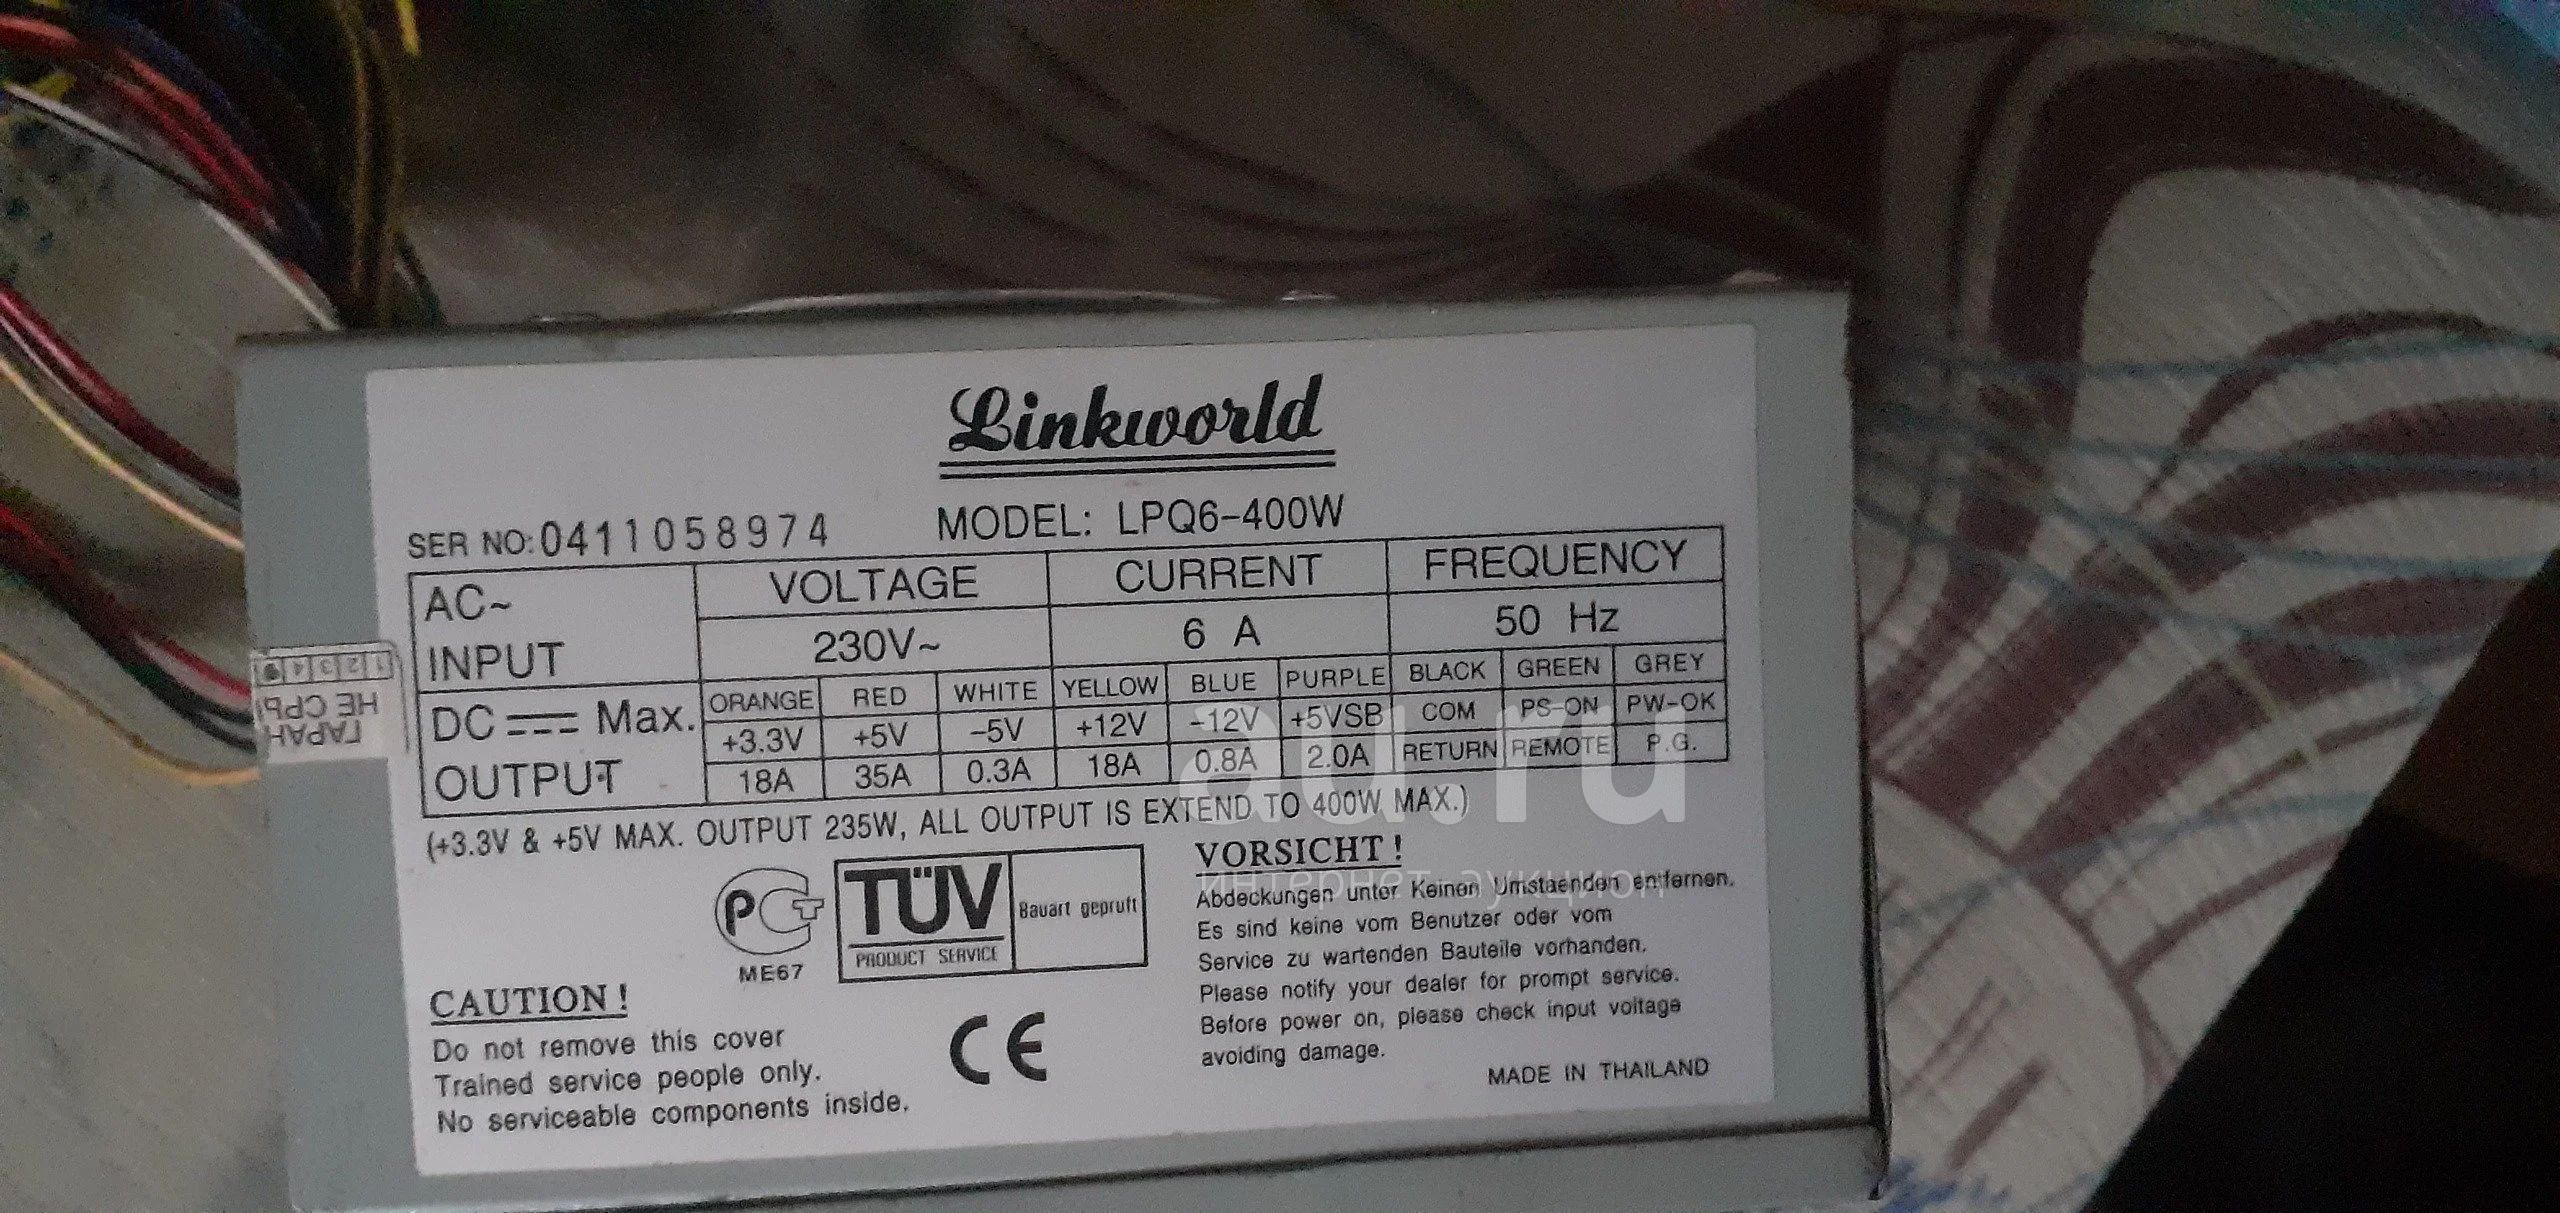 Linkworld
SER NO: 0411058974 MODEL: LPQ6-400W
AC~ INPUT VOLTAGE CURRENT FREQUENCY
230V~ 6 A 50 Hz
DC Max. OUTPUT ORANGE RED WHITE YELLOW BLUE PURPLE BLACK GREEN GREY
+3.3V +5V -5V +12V -12V +5VSB COM PS-ON PW-OK
18A 35A 0.3A 18A 0.8A 2.0A RETURN REMOTE P.G.
(+3.3V & +5V MAX. OUTPUT 235W, ALL OUTPUT IS EXTEND TO 400W MAX.)
au.ru
интернет-аукцион
РСТ
ME67
TÜV
PRODUCT SERVICE
Bauart gepruft
CAUTION!
Do not remove this cover
Trained service people only.
No serviceable components inside.
CE
VORSICHT!
Abdeckungen unter Keinen Umstaenden entfernen.
Es sind keine vom Benutzer oder vom
Service zu wartenden Bauteile vorhanden.
Please notify your dealer for prompt service.
Before power on, please check input voltage
avoiding damage.
MADE IN THAILAND
ГАРАН
НЕ СРЫ
1 2 3 4